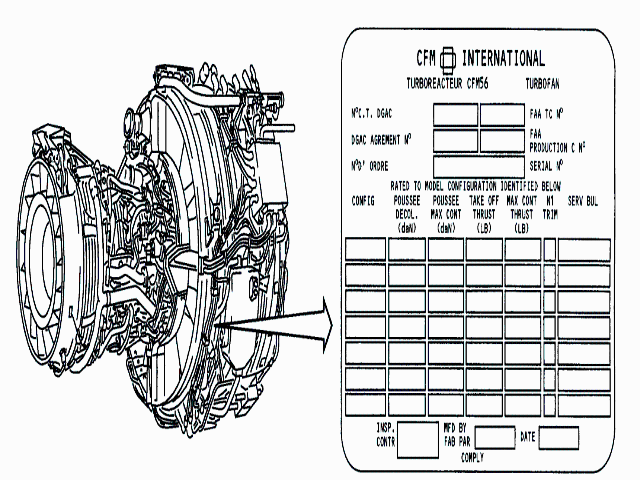 CFM INTERNATIONAL
TURBOREACTEUR CFM56 TURBOFAN
N°C.T. DGAC FAA TC N°
DGAC AGREMENT N° FAA PRODUCTION C N°
N°D' ORDRE SERIAL N°
RATED TO MODEL CONFIGURATION IDENTIFIED BELOW
CONFIG POUSSEE POUSSEE TAKE OFF MAX CONT N1 SERV BUL
DECOL. MAX CONT THRUST THRUST TRIM
(daN) (daN) (LB) (LB)
INSP. MFD BY DATE
CONTR FAB PAR
COMPLY